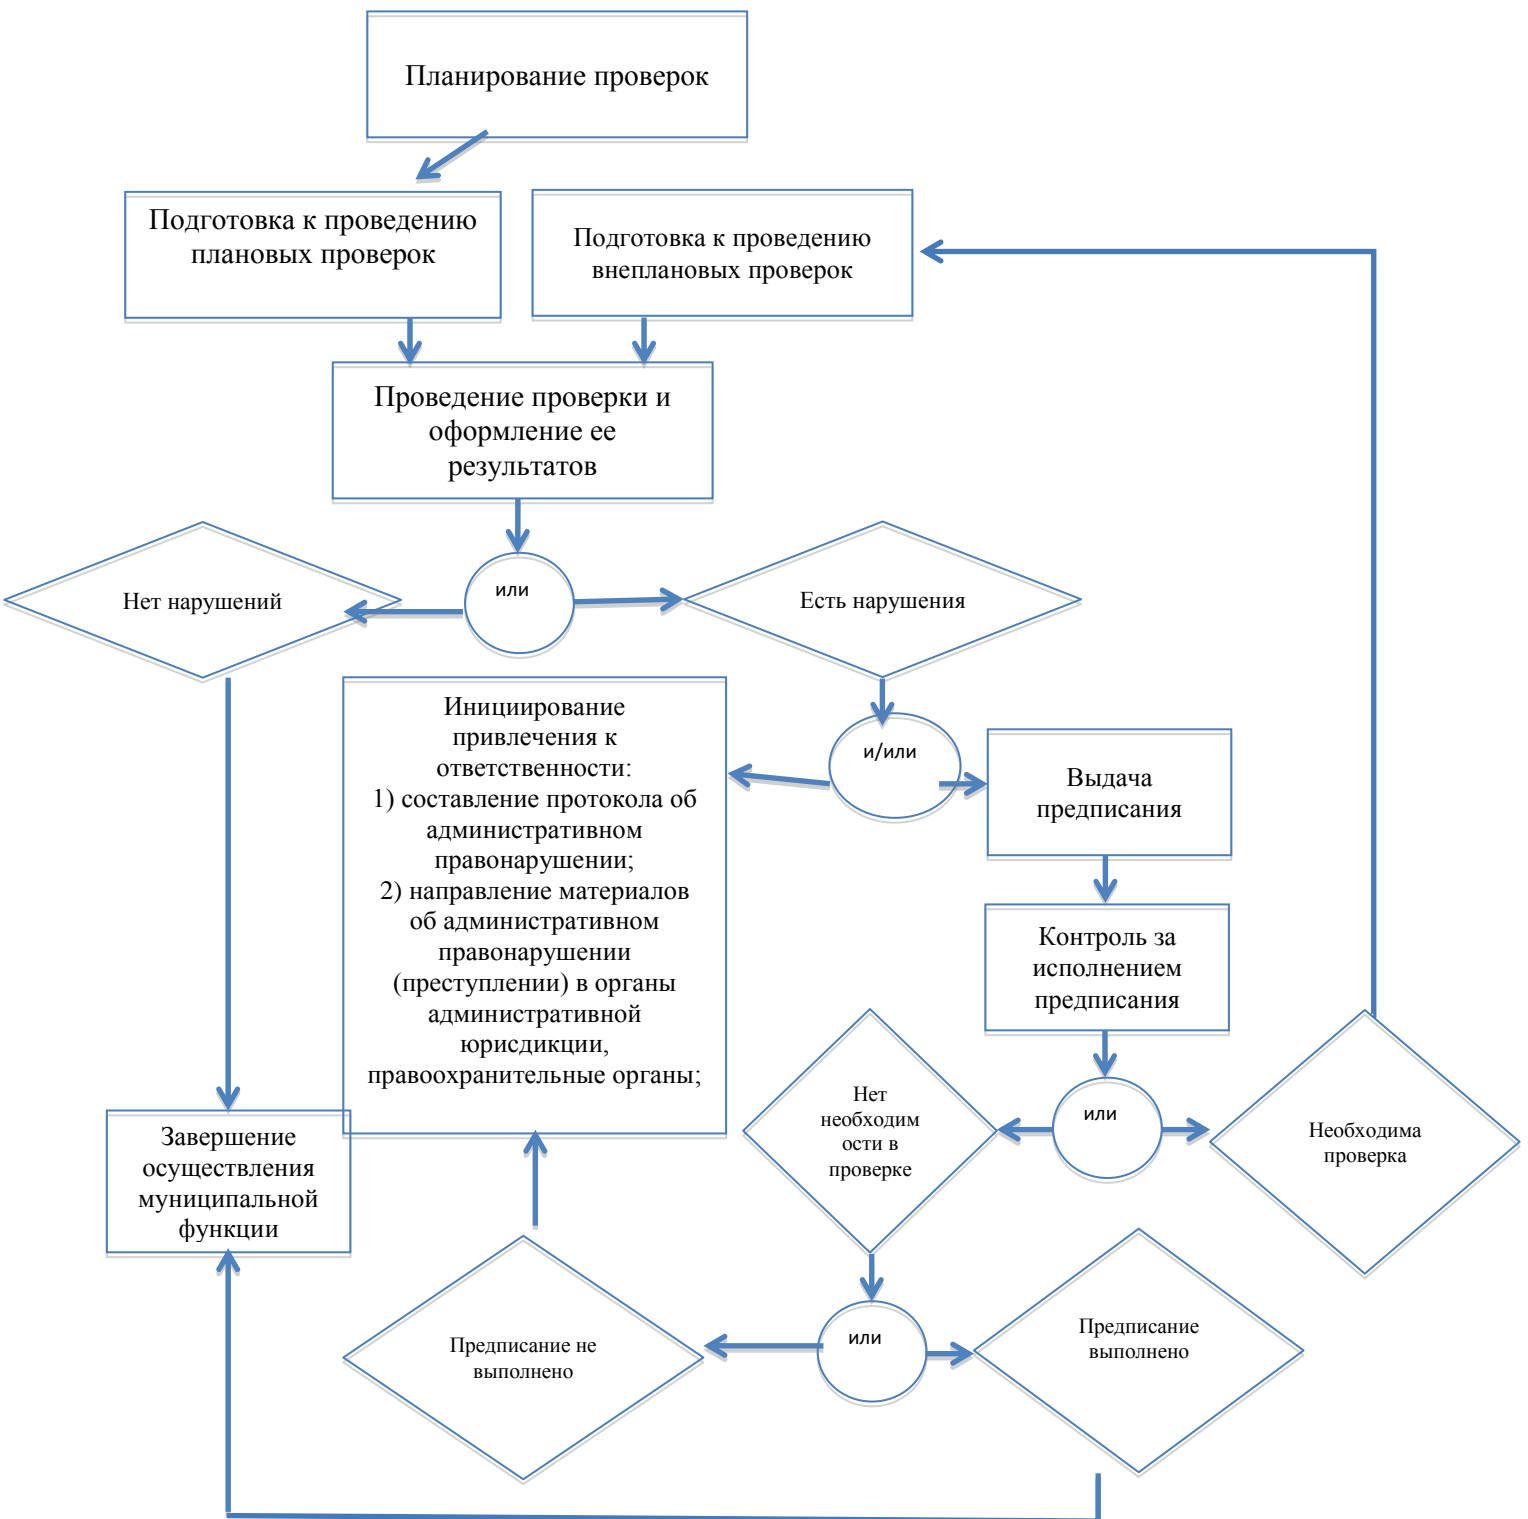 Планирование проверок
Подготовка к проведению
плановых проверок
Подготовка к проведению
внеплановых проверок
Проведение проверки и
оформление ее
результатов
Нет нарушений
или
Есть нарушения
Инициирование
привлечения к
ответственности:
1) составление протокола об
административном
правонарушении;
2) направление материалов
об административном
правонарушении
(преступлении) в органы
административной
юрисдикции,
правоохранительные органы;
и/или
Выдача
предписания
Контроль за
исполнением
предписания
Нет
необходим
ости в
проверке
или
Необходима
проверка
Завершение
осуществления
муниципальной
функции
Предписание не
выполнено
или
Предписание
выполнено